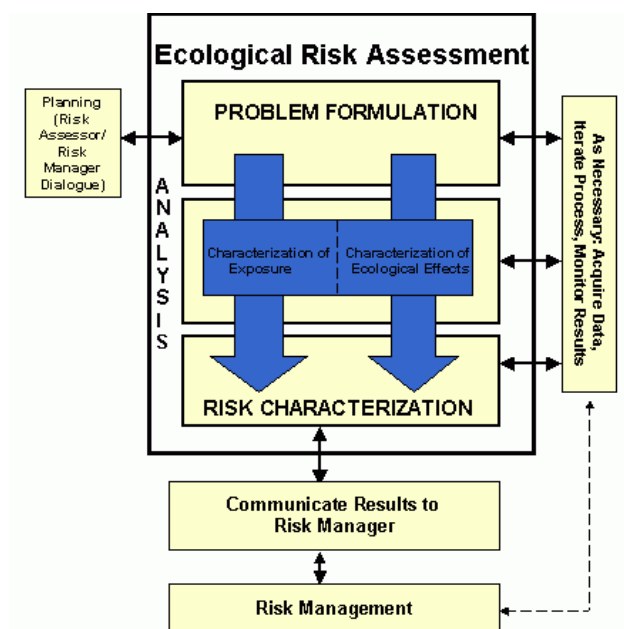 Ecological Risk Assessment
Planning
(Risk
Assessor/
Risk
Manager
Dialogue)
PROBLEM FORMULATION
ANALYSIS
Characterization of
Exposure
Characterization of
Ecological Effects
As Necessary: Acquire Data,
Iterate Process, Monitor Results
RISK CHARACTERIZATION
Communicate Results to
Risk Manager
Risk Management